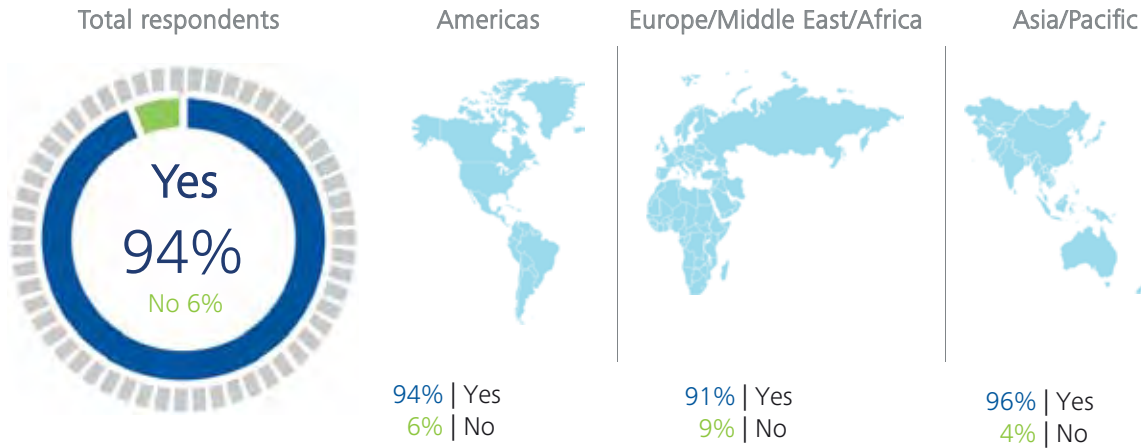 Total respondents
Yes
94%
No 6%
Americas
94% | Yes
6% | No
Europe/Middle East/Africa
91% | Yes
9% | No
Asia/Pacific
96% | Yes
4% | No